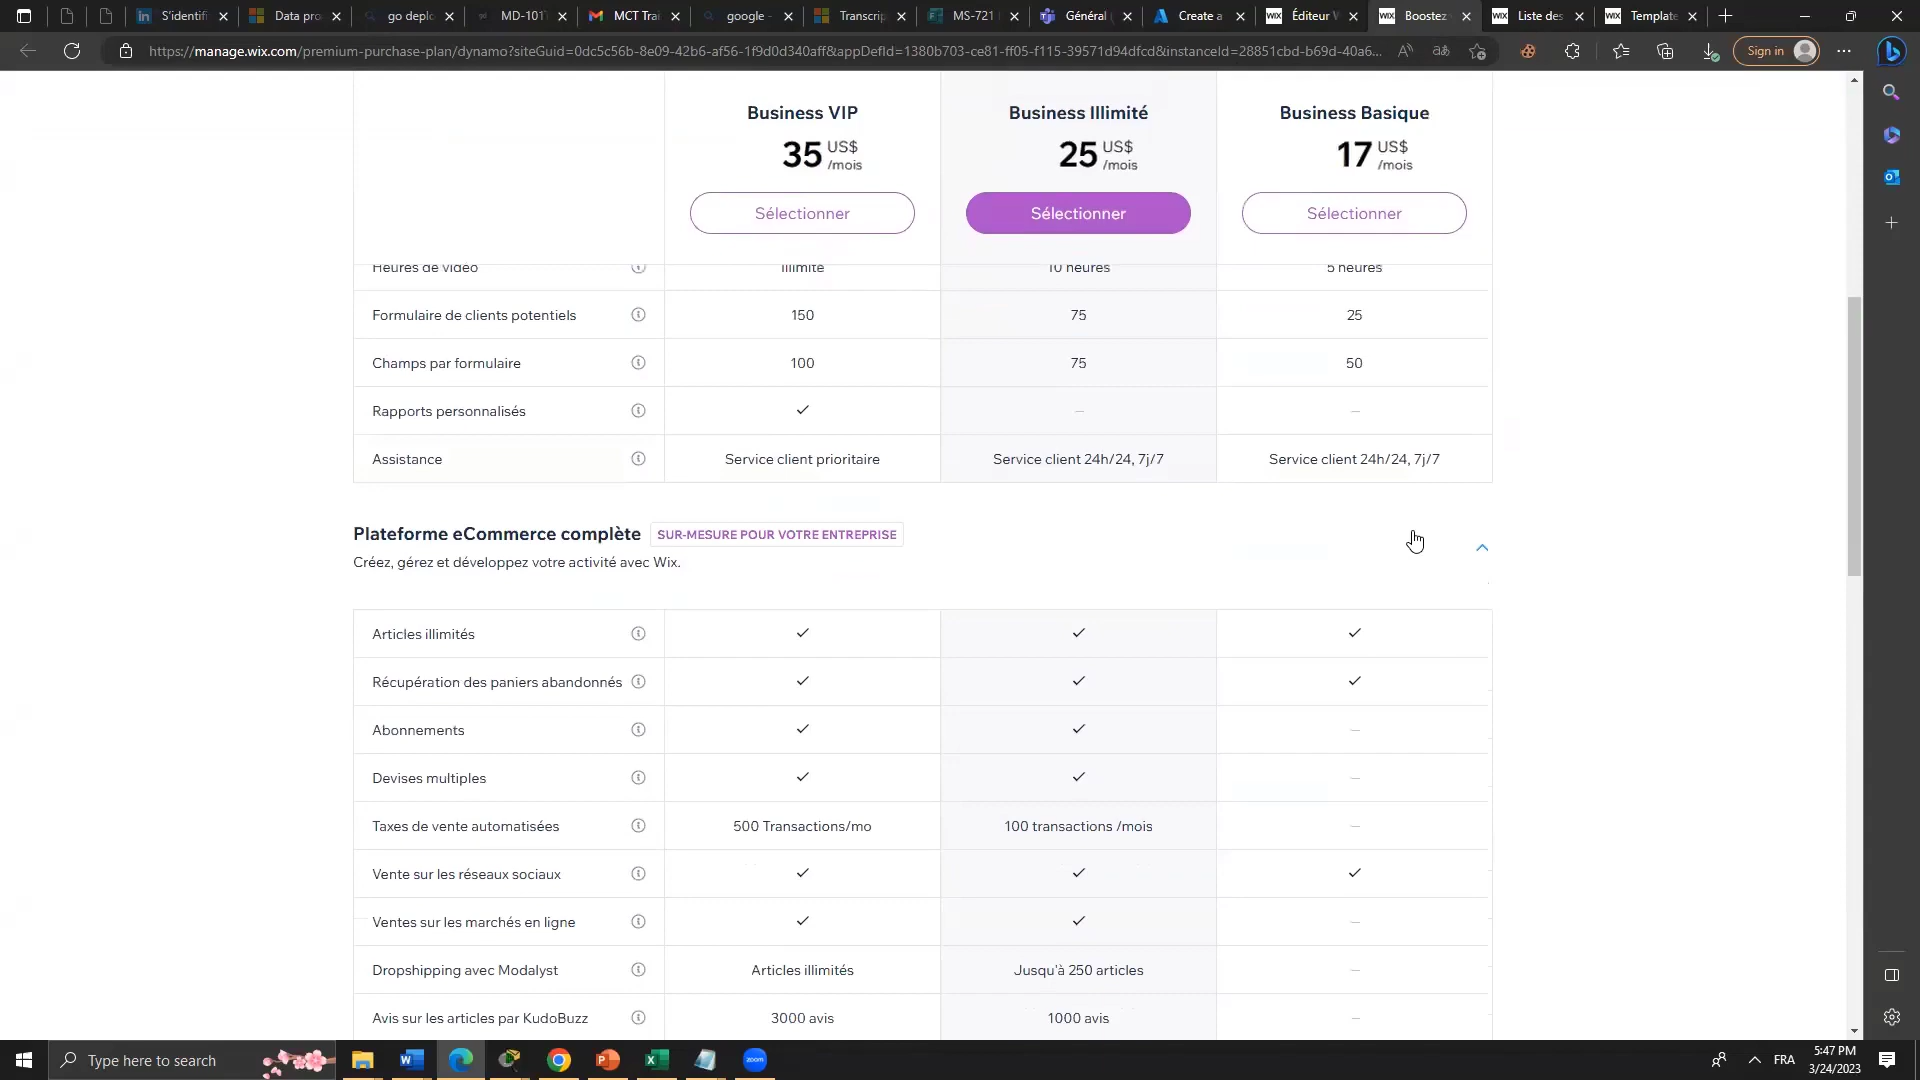 S'identifi
Data pro
go deplo
MD-101T
MCT Trai
google -
Transcrip
MS-721
Général
Create a
Éditeur W
Boostez
Liste des
Template
https://manage.wix.com/premium-purchase-plan/dynamo?siteGuid=0dc5c56b-8e09-42b6-af56-1f9d0d340aff&appDefId=1380b703-ce81-ff05-f115-39571d94dfcd&instanceId=28851cbd-b69d-40a6...
Sign in
Business VIP
Business Illimité
Business Basique
35 US$ /mois
25 US$ /mois
17 US$ /mois
Sélectionner
Sélectionner
Sélectionner
Heures de vidéo Illimité 10 heures 5 heures
Formulaire de clients potentiels 150 75 25
Champs par formulaire 100 75 50
Rapports personnalisés
Assistance Service client prioritaire Service client 24h/24, 7j/7 Service client 24h/24, 7j/7
Plateforme eCommerce complète SUR-MESURE POUR VOTRE ENTREPRISE
Créez, gérez et développez votre activité avec Wix.
Articles illimités
Récupération des paniers abandonnés
Abonnements
Devises multiples
Taxes de vente automatisées 500 Transactions/mo 100 transactions /mois
Vente sur les réseaux sociaux
Ventes sur les marchés en ligne
Dropshipping avec Modalyst Articles illimités Jusqu'à 250 articles
Avis sur les articles par KudoBuzz 3000 avis 1000 avis
Type here to search
zoom
FRA
5:47 PM
3/24/2023